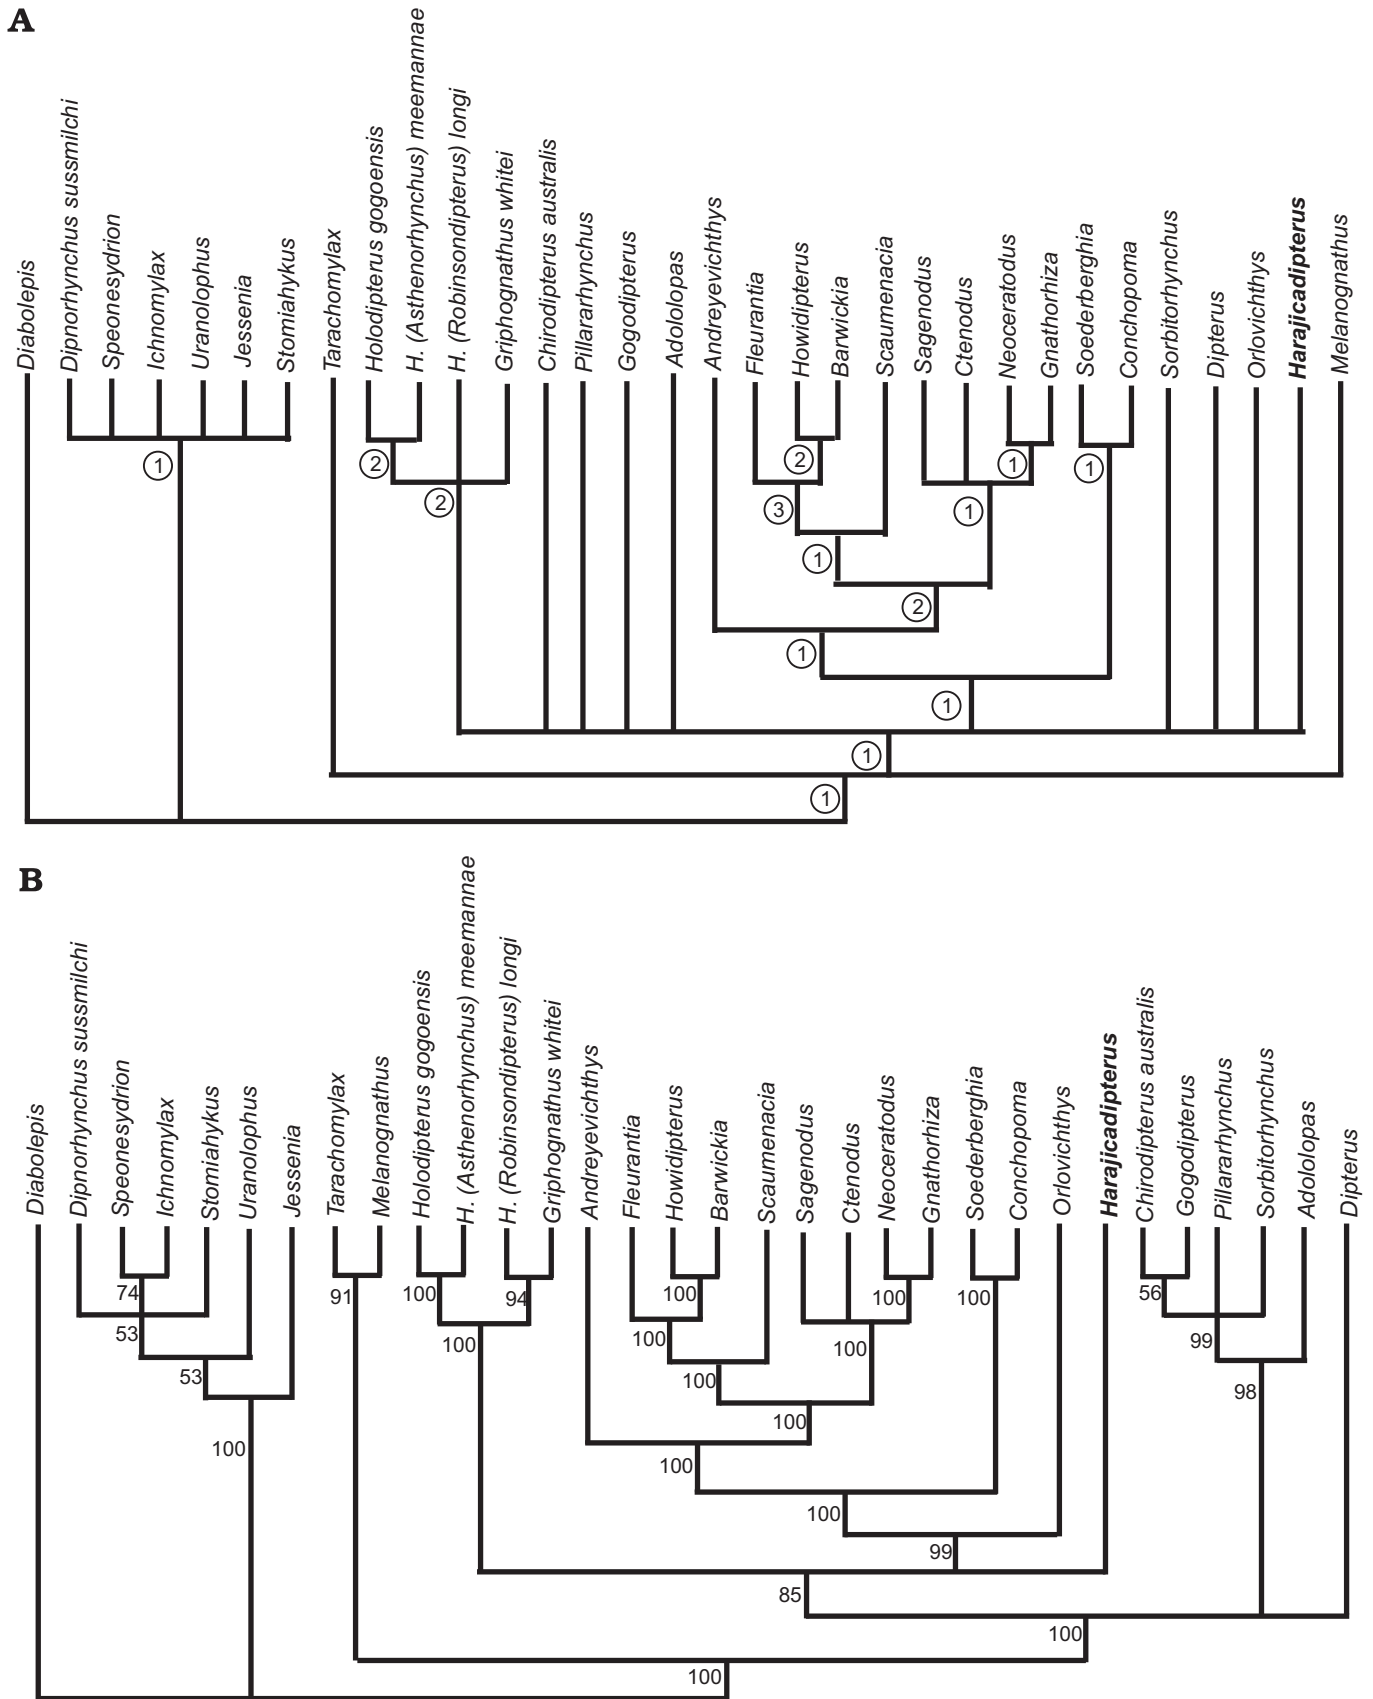 A
Diabolepis
Dipnorhynchus sussmilchi
Speonesydrion
Ichnomylax
Uranolophus
Jessenia
Stomiahykus
Tarachomylax
Holodipterus gogoensis
H. (Asthenorhynchus) meemannae
H. (Robinsondipterus) longi
Griphognathus whitei
Chirodipterus australis
Pillararhynchus
Gogodipterus
Adololopas
Andreyevichthys
Fleurantia
Howidipterus
Barwickia
Scaumenacia
Sagenodus
Ctenodus
Neoceratodus
Gnathorhiza
Soederberghia
Conchopoma
Sorbitorhynchus
Dipterus
Orlovichthys
Harajicadipterus
Melanognathus
1
2
2
2
1
1
3
1
1
2
1
1
1
1
B
Diabolepis
Dipnorhynchus sussmilchi
Speonesydrion
Ichnomylax
Stomiahykus
Uranolophus
Jessenia
Tarachomylax
Melanognathus
Holodipterus gogoensis
H. (Asthenorhynchus) meemannae
H. (Robinsondipterus) longi
Griphognathus whitei
Andreyevichthys
Fleurantia
Howidipterus
Barwickia
Scaumenacia
Sagenodus
Ctenodus
Neoceratodus
Gnathorhiza
Soederberghia
Conchopoma
Orlovichthys
Harajicadipterus
Chirodipterus australis
Gogodipterus
Pillararhynchus
Sorbitorhynchus
Adololopas
Dipterus
74
91
100
94
100
100
100
56
53
100
100
100
99
53
100
98
100
100
100
100
99
85
100
100